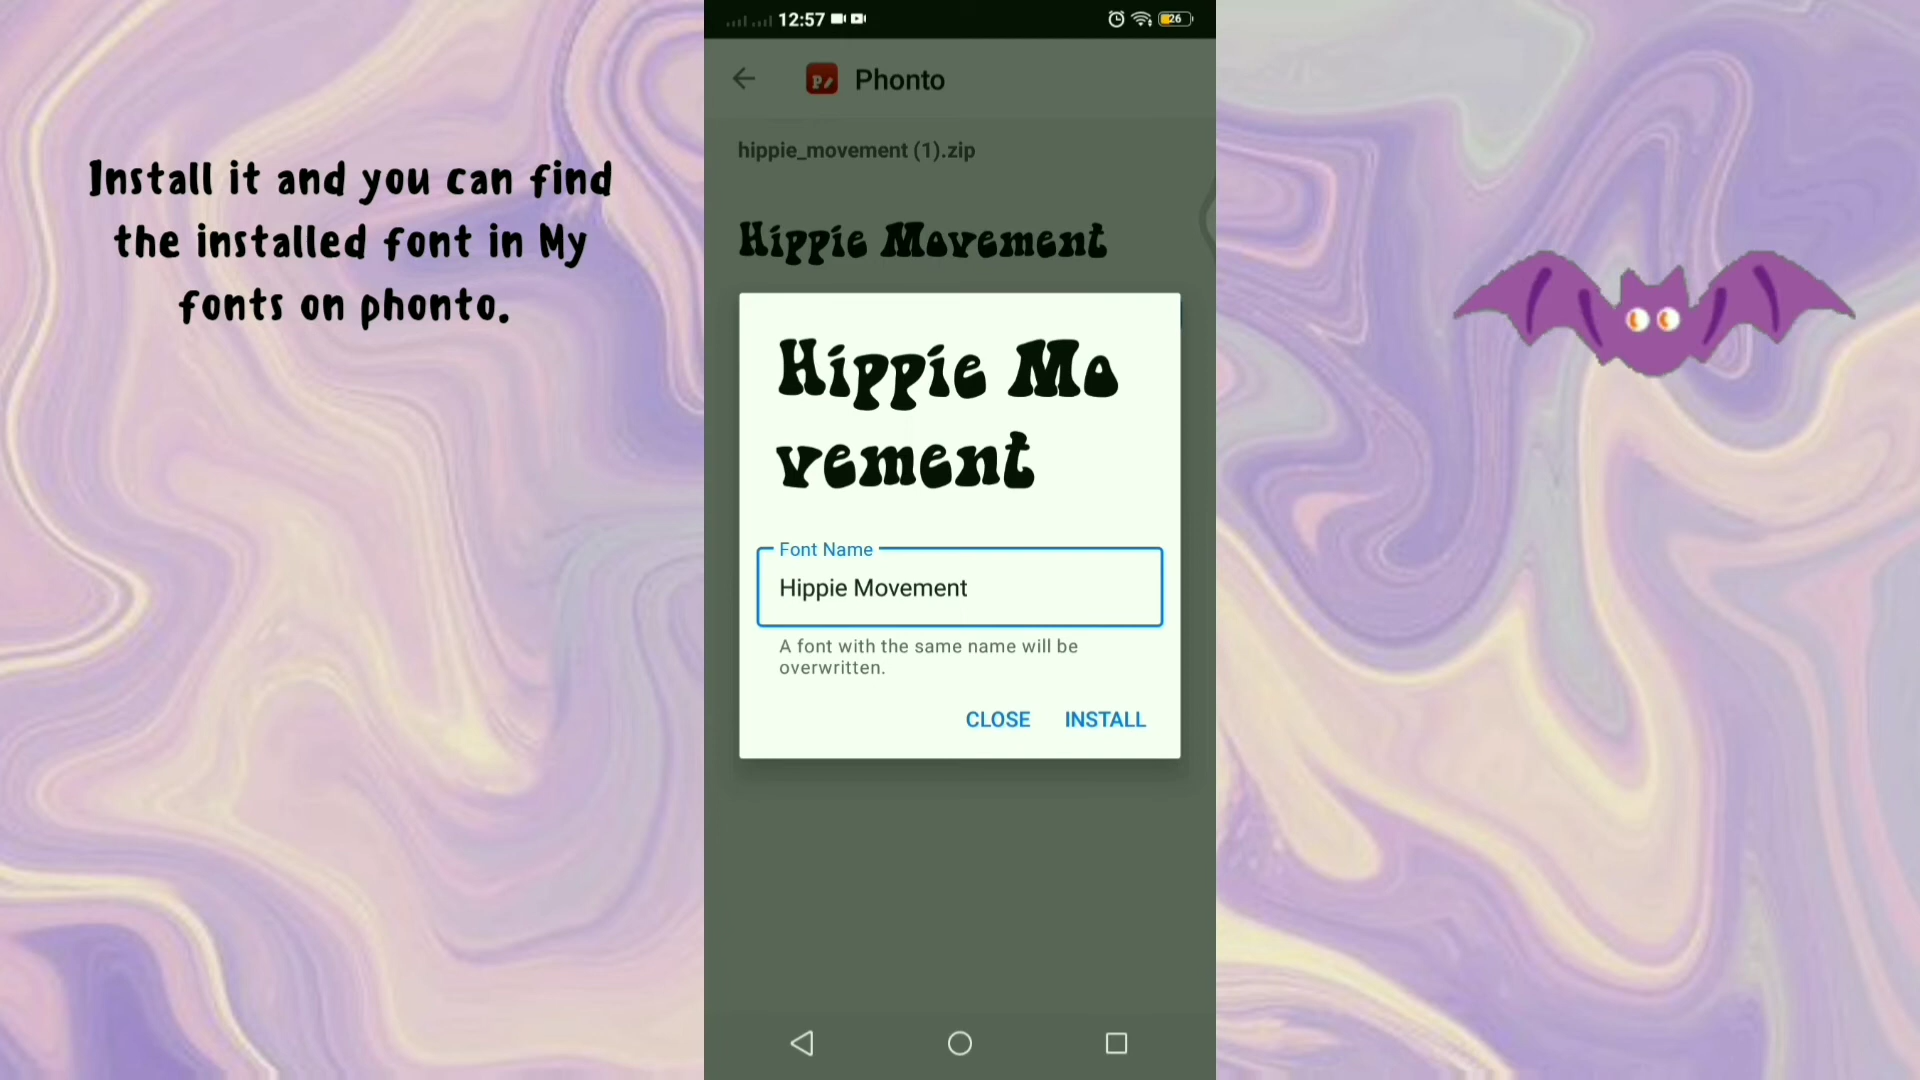 Install it and you can find
the installed font in My
fonts on phonto.
12:57
26
Phonto
hippie_movement (1).zip
Hippie Movement
Hippie Mo
vement
Font Name
Hippie Movement
A font with the same name will be
overwritten.
CLOSE INSTALL